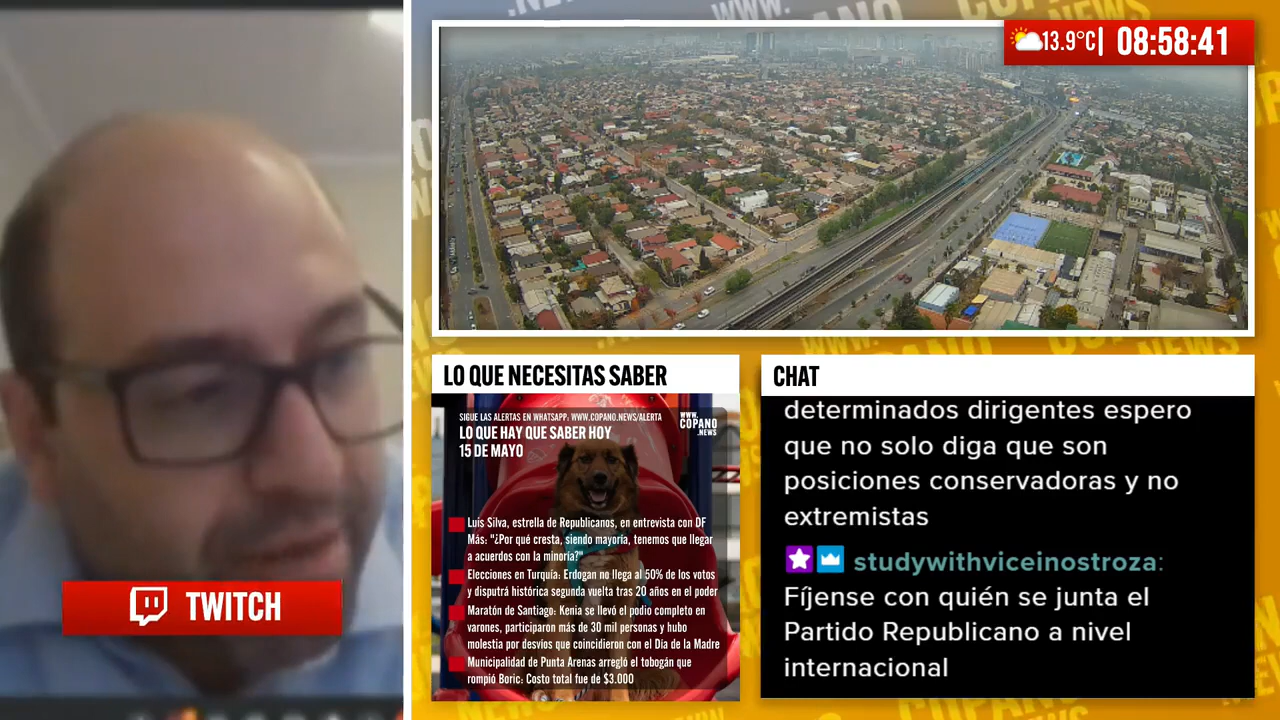 WWW.
COPANO
COPANO
NEWS
13.9°C| 08:58:41
LO QUE NECESITAS SABER
SIGUE LAS ALERTAS EN WHATSAPP: WWW.COPANO.NEWS/ALERTA
LO QUE HAY QUE SABER HOY
15 DE MAYO
WWW.
COPANO
.NEWS
Luis Silva, estrella de Republicanos, en entrevista con DF
Más: "¿Por qué cresta, siendo mayoría, tenemos que llegar
a acuerdos con la minoría?"
Elecciones en Turquía: Erdogan no llega al 50% de los votos
y disputrá histórica segunda vuelta tras 20 años en el poder
Maratón de Santiago: Kenia se llevó el podio completo en
varones, participaron más de 30 mil personas y hubo
molestia por desvíos que coincidieron con el Día de la Madre
Municipalidad de Punta Arenas arregló el tobogán que
rompió Boric: Costo total fue de $3.000
CHAT
determinados dirigentes espero
que no solo diga que son
posiciones conservadoras y no
extremistas
studywithviceinostroza:
Fíjense con quién se junta el
Partido Republicano a nivel
internacional
TWITCH